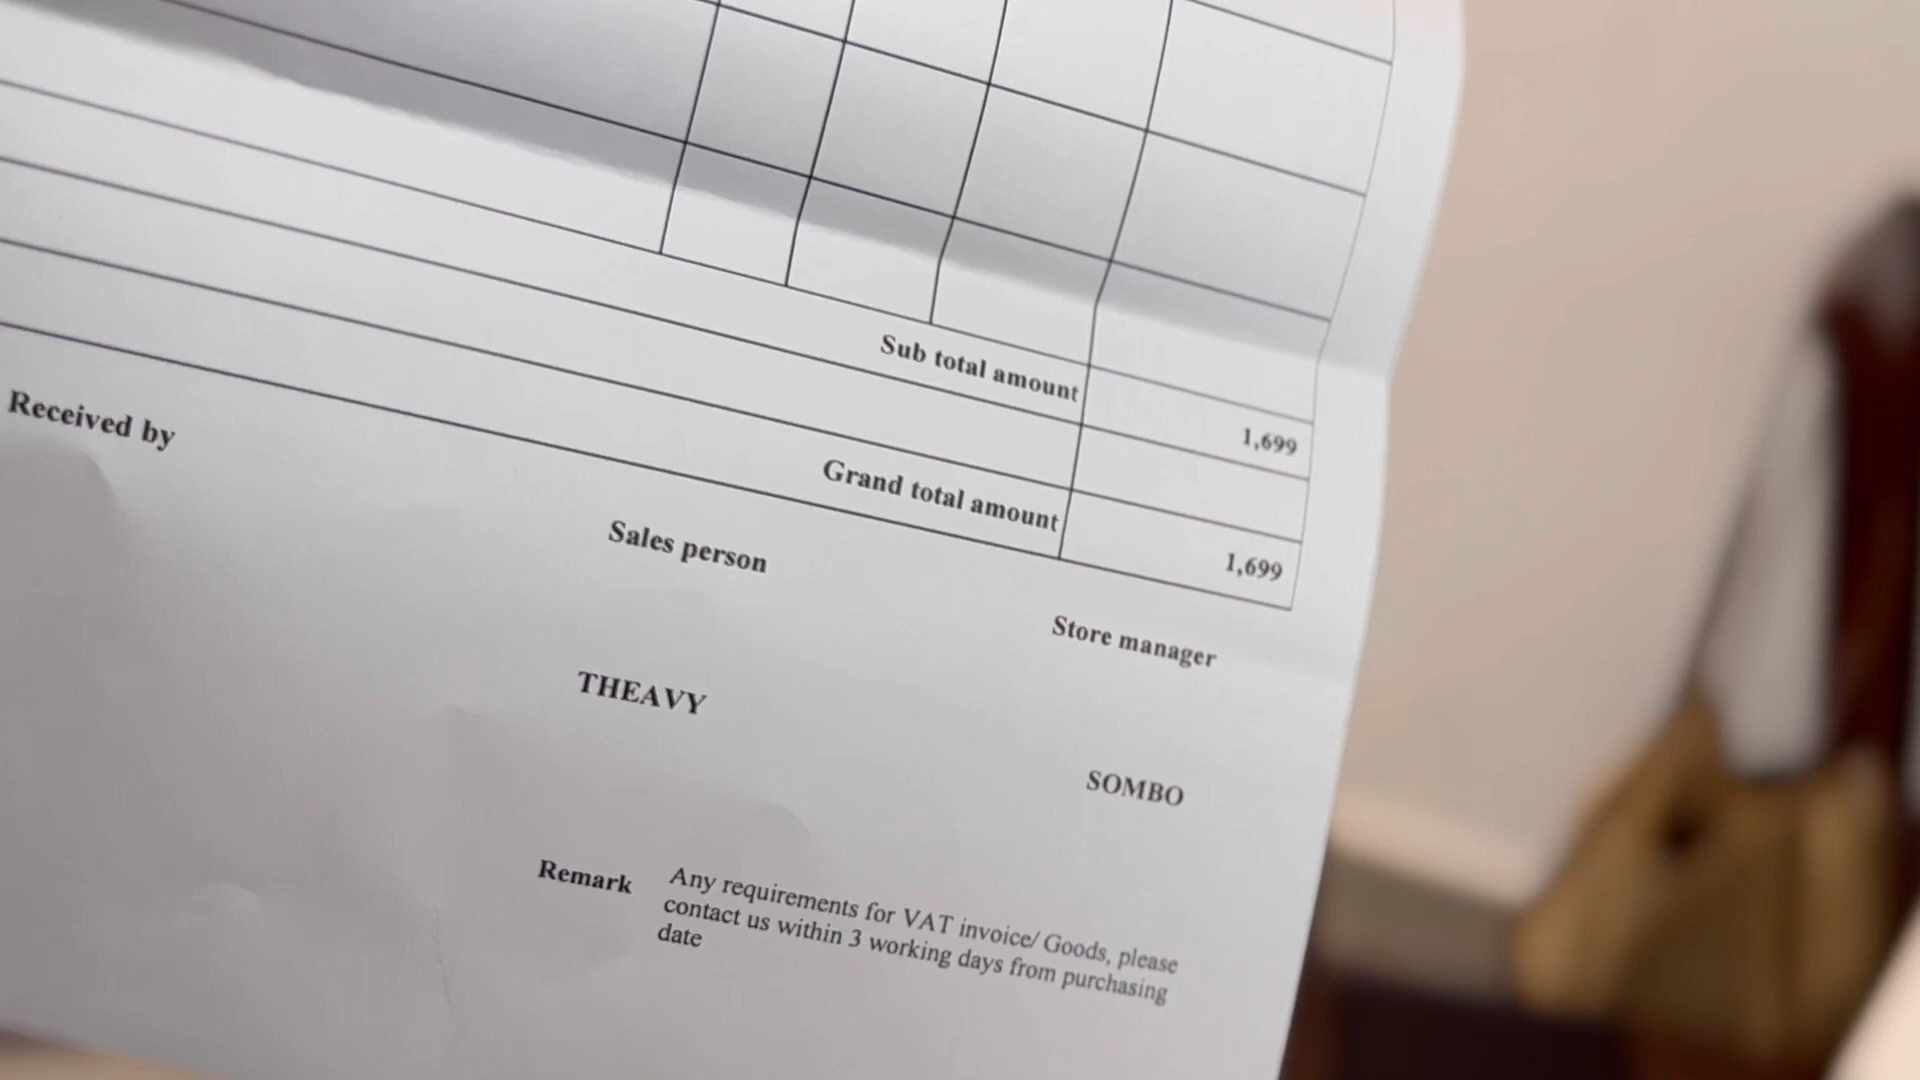 Sub total amount 1,699
Grand total amount 1,699
Received by Sales person Store manager
THEAVY SOMBO
Remark Any requirements for VAT invoice/ Goods, please
contact us within 3 working days from purchasing
date